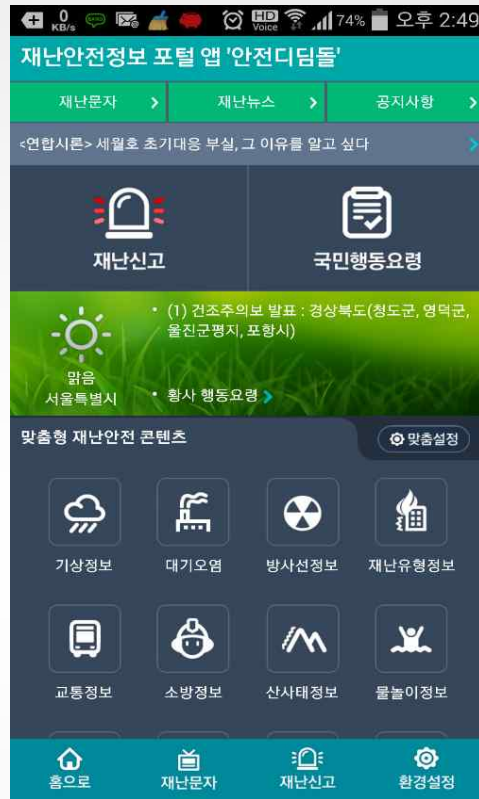 0 KB/s HD Voice 74% 오후 2:49
재난안전정보 포털 앱 '안전디딤돌'
재난문자 > 재난뉴스 > 공지사항 >
<연합시론> 세월호 초기대응 부실, 그 이유를 알고 싶다 >
재난신고 국민행동요령
• (1) 건조주의보 발표 : 경상북도(청도군, 영덕군,
울진군평지, 포항시)
맑음
서울특별시
• 황사 행동요령 >
맞춤형 재난안전 콘텐츠 맞춤설정
기상정보 대기오염 방사선정보 재난유형정보
교통정보 소방정보 산사태정보 물놀이정보
홈으로 재난문자 재난신고 환경설정